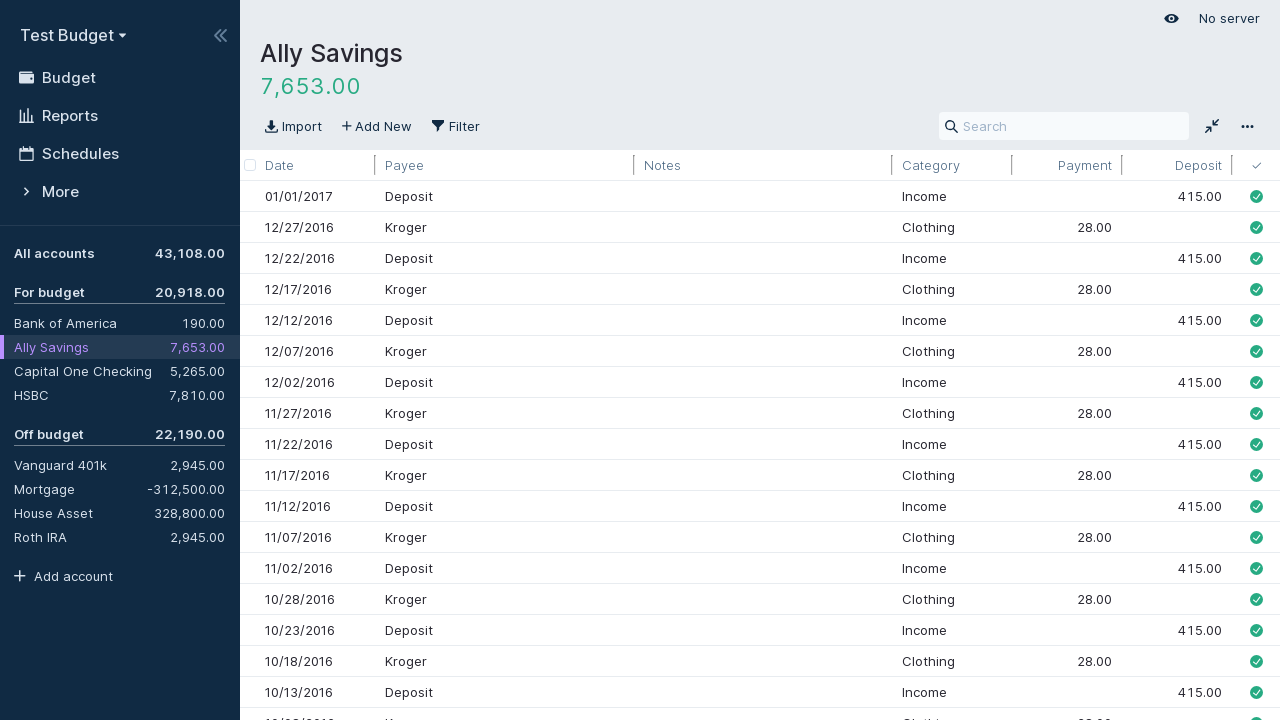 Test Budget
Budget
Reports
Schedules
More
All accounts 43,108.00
For budget 20,918.00
Bank of America 190.00
Ally Savings 7,653.00
Capital One Checking 5,265.00
HSBC 7,810.00
Off budget 22,190.00
Vanguard 401k 2,945.00
Mortgage -312,500.00
House Asset 328,800.00
Roth IRA 2,945.00
Add account
No server
Ally Savings
7,653.00
Import Add New Filter Search
Date Payee Notes Category Payment Deposit
01/01/2017 Deposit Income 415.00
12/27/2016 Kroger Clothing 28.00
12/22/2016 Deposit Income 415.00
12/17/2016 Kroger Clothing 28.00
12/12/2016 Deposit Income 415.00
12/07/2016 Kroger Clothing 28.00
12/02/2016 Deposit Income 415.00
11/27/2016 Kroger Clothing 28.00
11/22/2016 Deposit Income 415.00
11/17/2016 Kroger Clothing 28.00
11/12/2016 Deposit Income 415.00
11/07/2016 Kroger Clothing 28.00
11/02/2016 Deposit Income 415.00
10/28/2016 Kroger Clothing 28.00
10/23/2016 Deposit Income 415.00
10/18/2016 Kroger Clothing 28.00
10/13/2016 Deposit Income 415.00